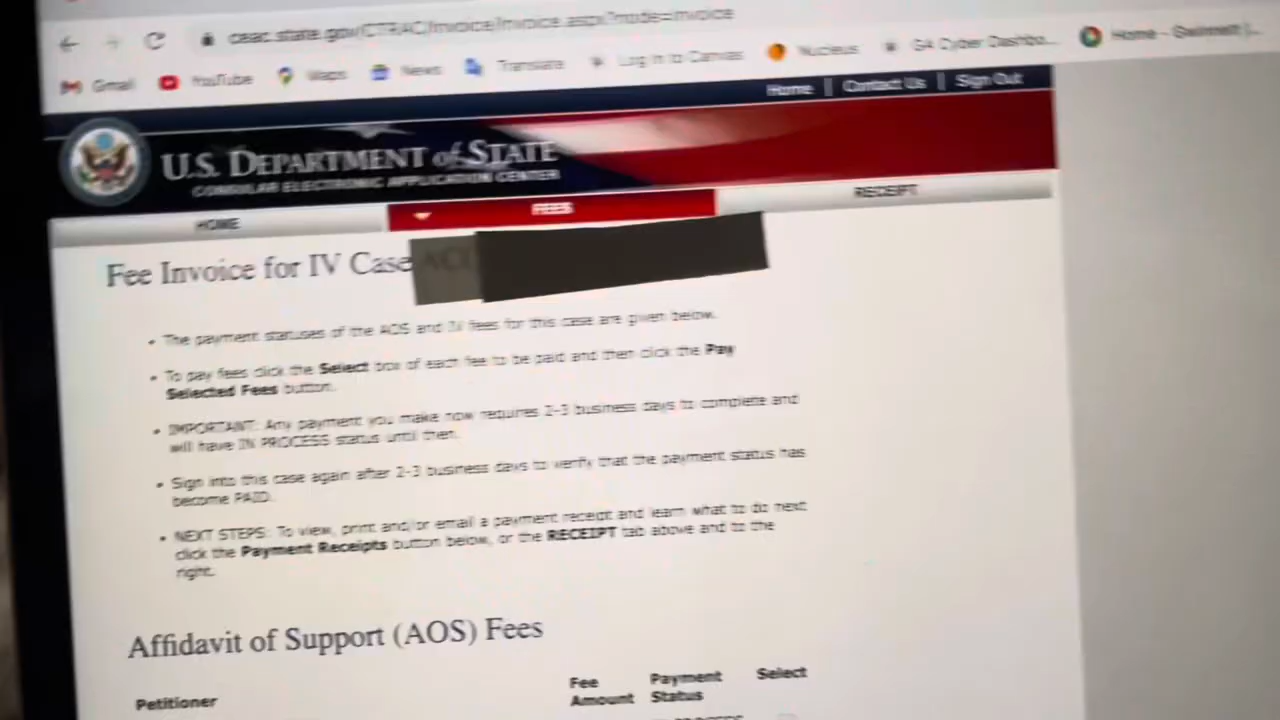 ceac.state.gov/CTRAC/Invoice/Invoice.aspx?mode=Invoice
Gmail YouTube Maps News Translate Log in to Canvas Nucleus GA Cyber Dashbo... Home - Gwinnett
Home | Contact Us | Sign Out
U.S. DEPARTMENT of STATE
CONSULAR ELECTRONIC APPLICATION CENTER
HOME FEES RECEIPT
Fee Invoice for IV Case
• The payment statuses of the AOS and IV fees for this case are given below.
• To pay fees click the Select box of each fee to be paid and then click the Pay
Selected Fees button.
• IMPORTANT: Any payment you make now requires 2-3 business days to complete and
will have IN PROCESS status until then.
• Sign into this case again after 2-3 business days to verify that the payment status has
become PAID.
• NEXT STEPS: To view, print and/or email a payment receipt and learn what to do next
click the Payment Receipts button below, or the RECEIPT tab above and to the
right.
Affidavit of Support (AOS) Fees
Petitioner Fee Amount Payment Status Select